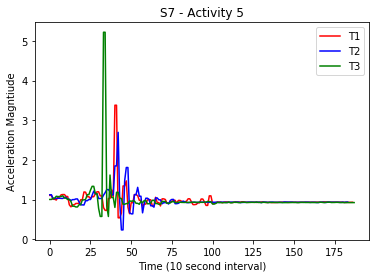 S7 - Activity 5
T1
T2
T3
Acceleration Magntiude
5
4
3
2
1
0
0 25 50 75 100 125 150 175
Time (10 second interval)